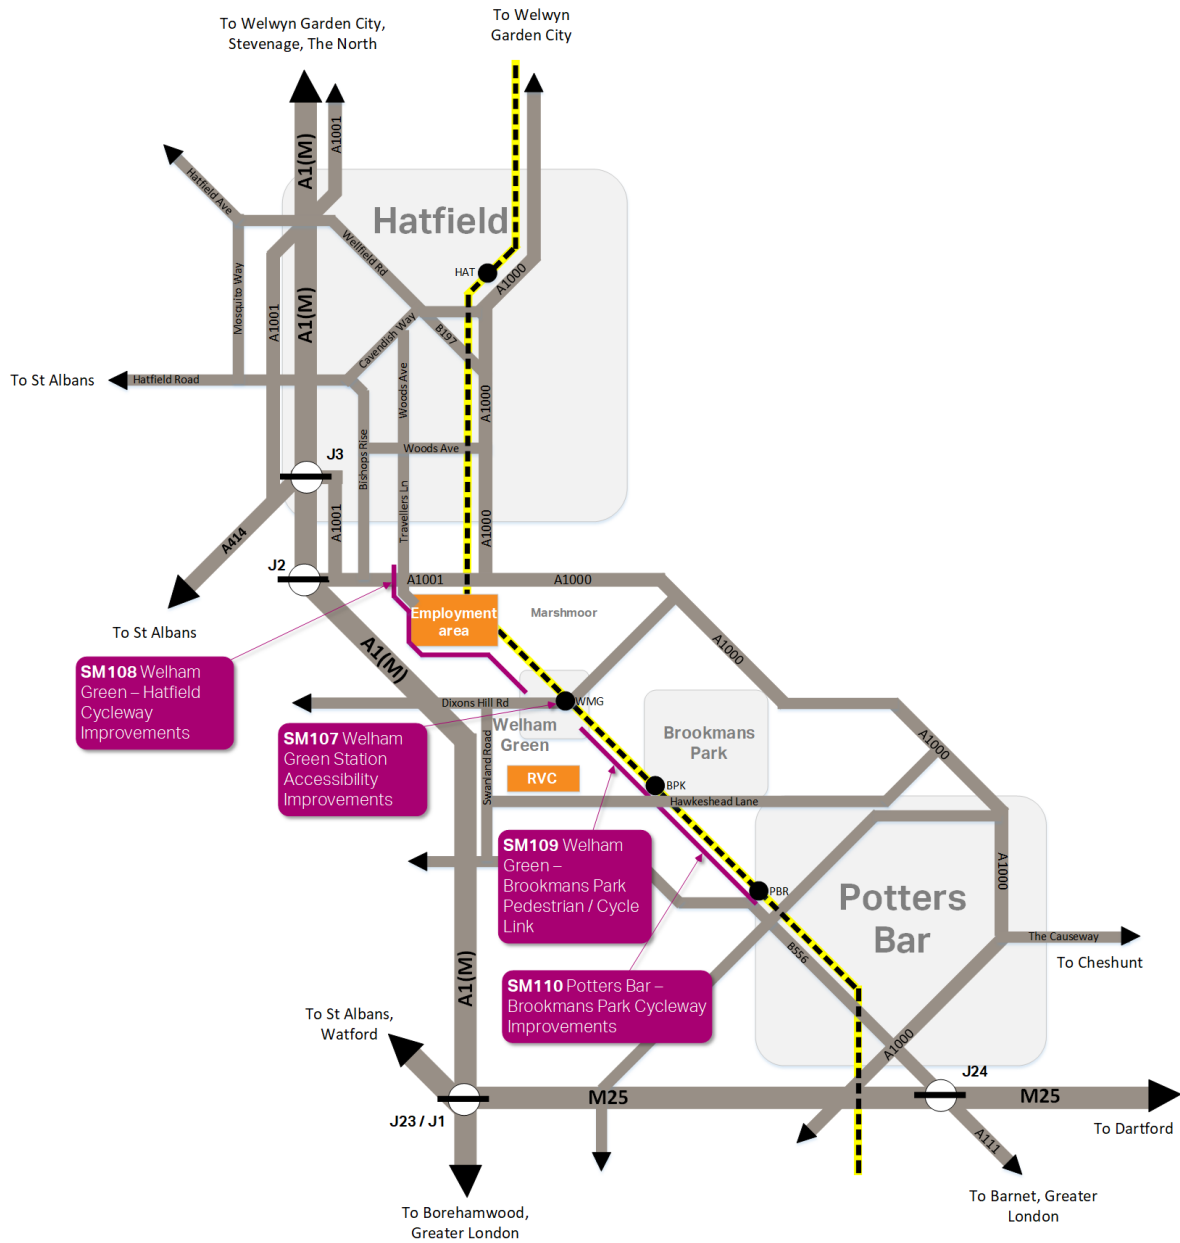 To Welwyn Garden City,
Stevenage, The North
To Welwyn
Garden City
A1(M)
A1001
Hatfield Ave
Hatfield
Wellfield Rd
HAT
A1000
Mosquito Way
A1001
A1(M)
Cavendish Way
B197
To St Albans
Hatfield Road
Woods Ave
A1000
Bishops Rise
Woods Ave
J3
Travellers Ln
A1001
A1000
A414
J2
A1001
A1000
Employment
area
Marshmoor
To St Albans
A1(M)
A1000
SM108 Welham
Green – Hatfield
Cycleway
Improvements
Dixons Hill Rd
WMG
Welham
Green
Brookmans
Park
A1000
SM107 Welham
Green Station
Accessibility
Improvements
Swanland Road
RVC
BPK
Hawkeshead Lane
SM109 Welham
Green –
Brookmans Park
Pedestrian / Cycle
Link
A1000
PBR
Potters
Bar
B556
The Causeway
To Cheshunt
A1(M)
SM110 Potters Bar –
Brookmans Park Cycleway
Improvements
To St Albans,
Watford
A1000
J24
M25
M25
J23 / J1
To Dartford
A111
To Borehamwood,
Greater London
To Barnet, Greater
London